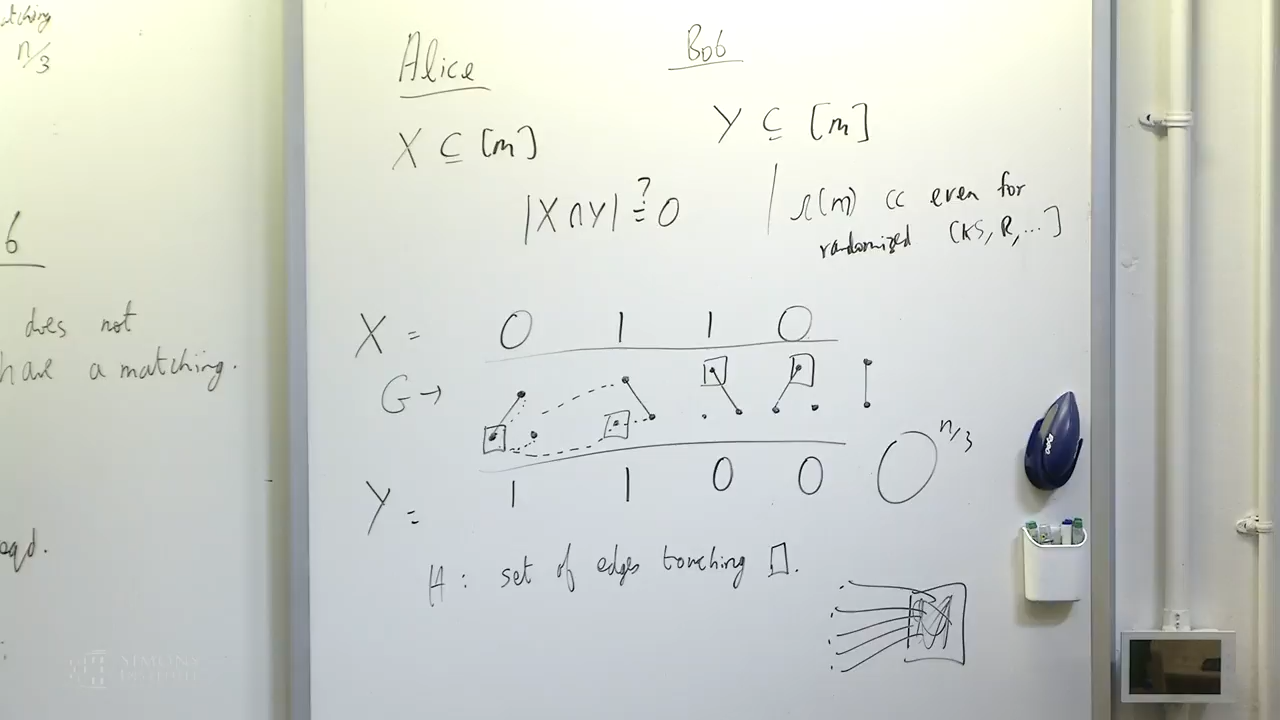 n/3
does not
have a matching.
Alice
Bob
X ⊆ [m]
Y ⊆ [m]
|X ∩ Y| ?= 0
Ω(m) cc even for
randomized [KS, R, ...]
X = 0 1 1 0
G →
n/3
Y = 1 1 0 0
H : set of edges touching □.